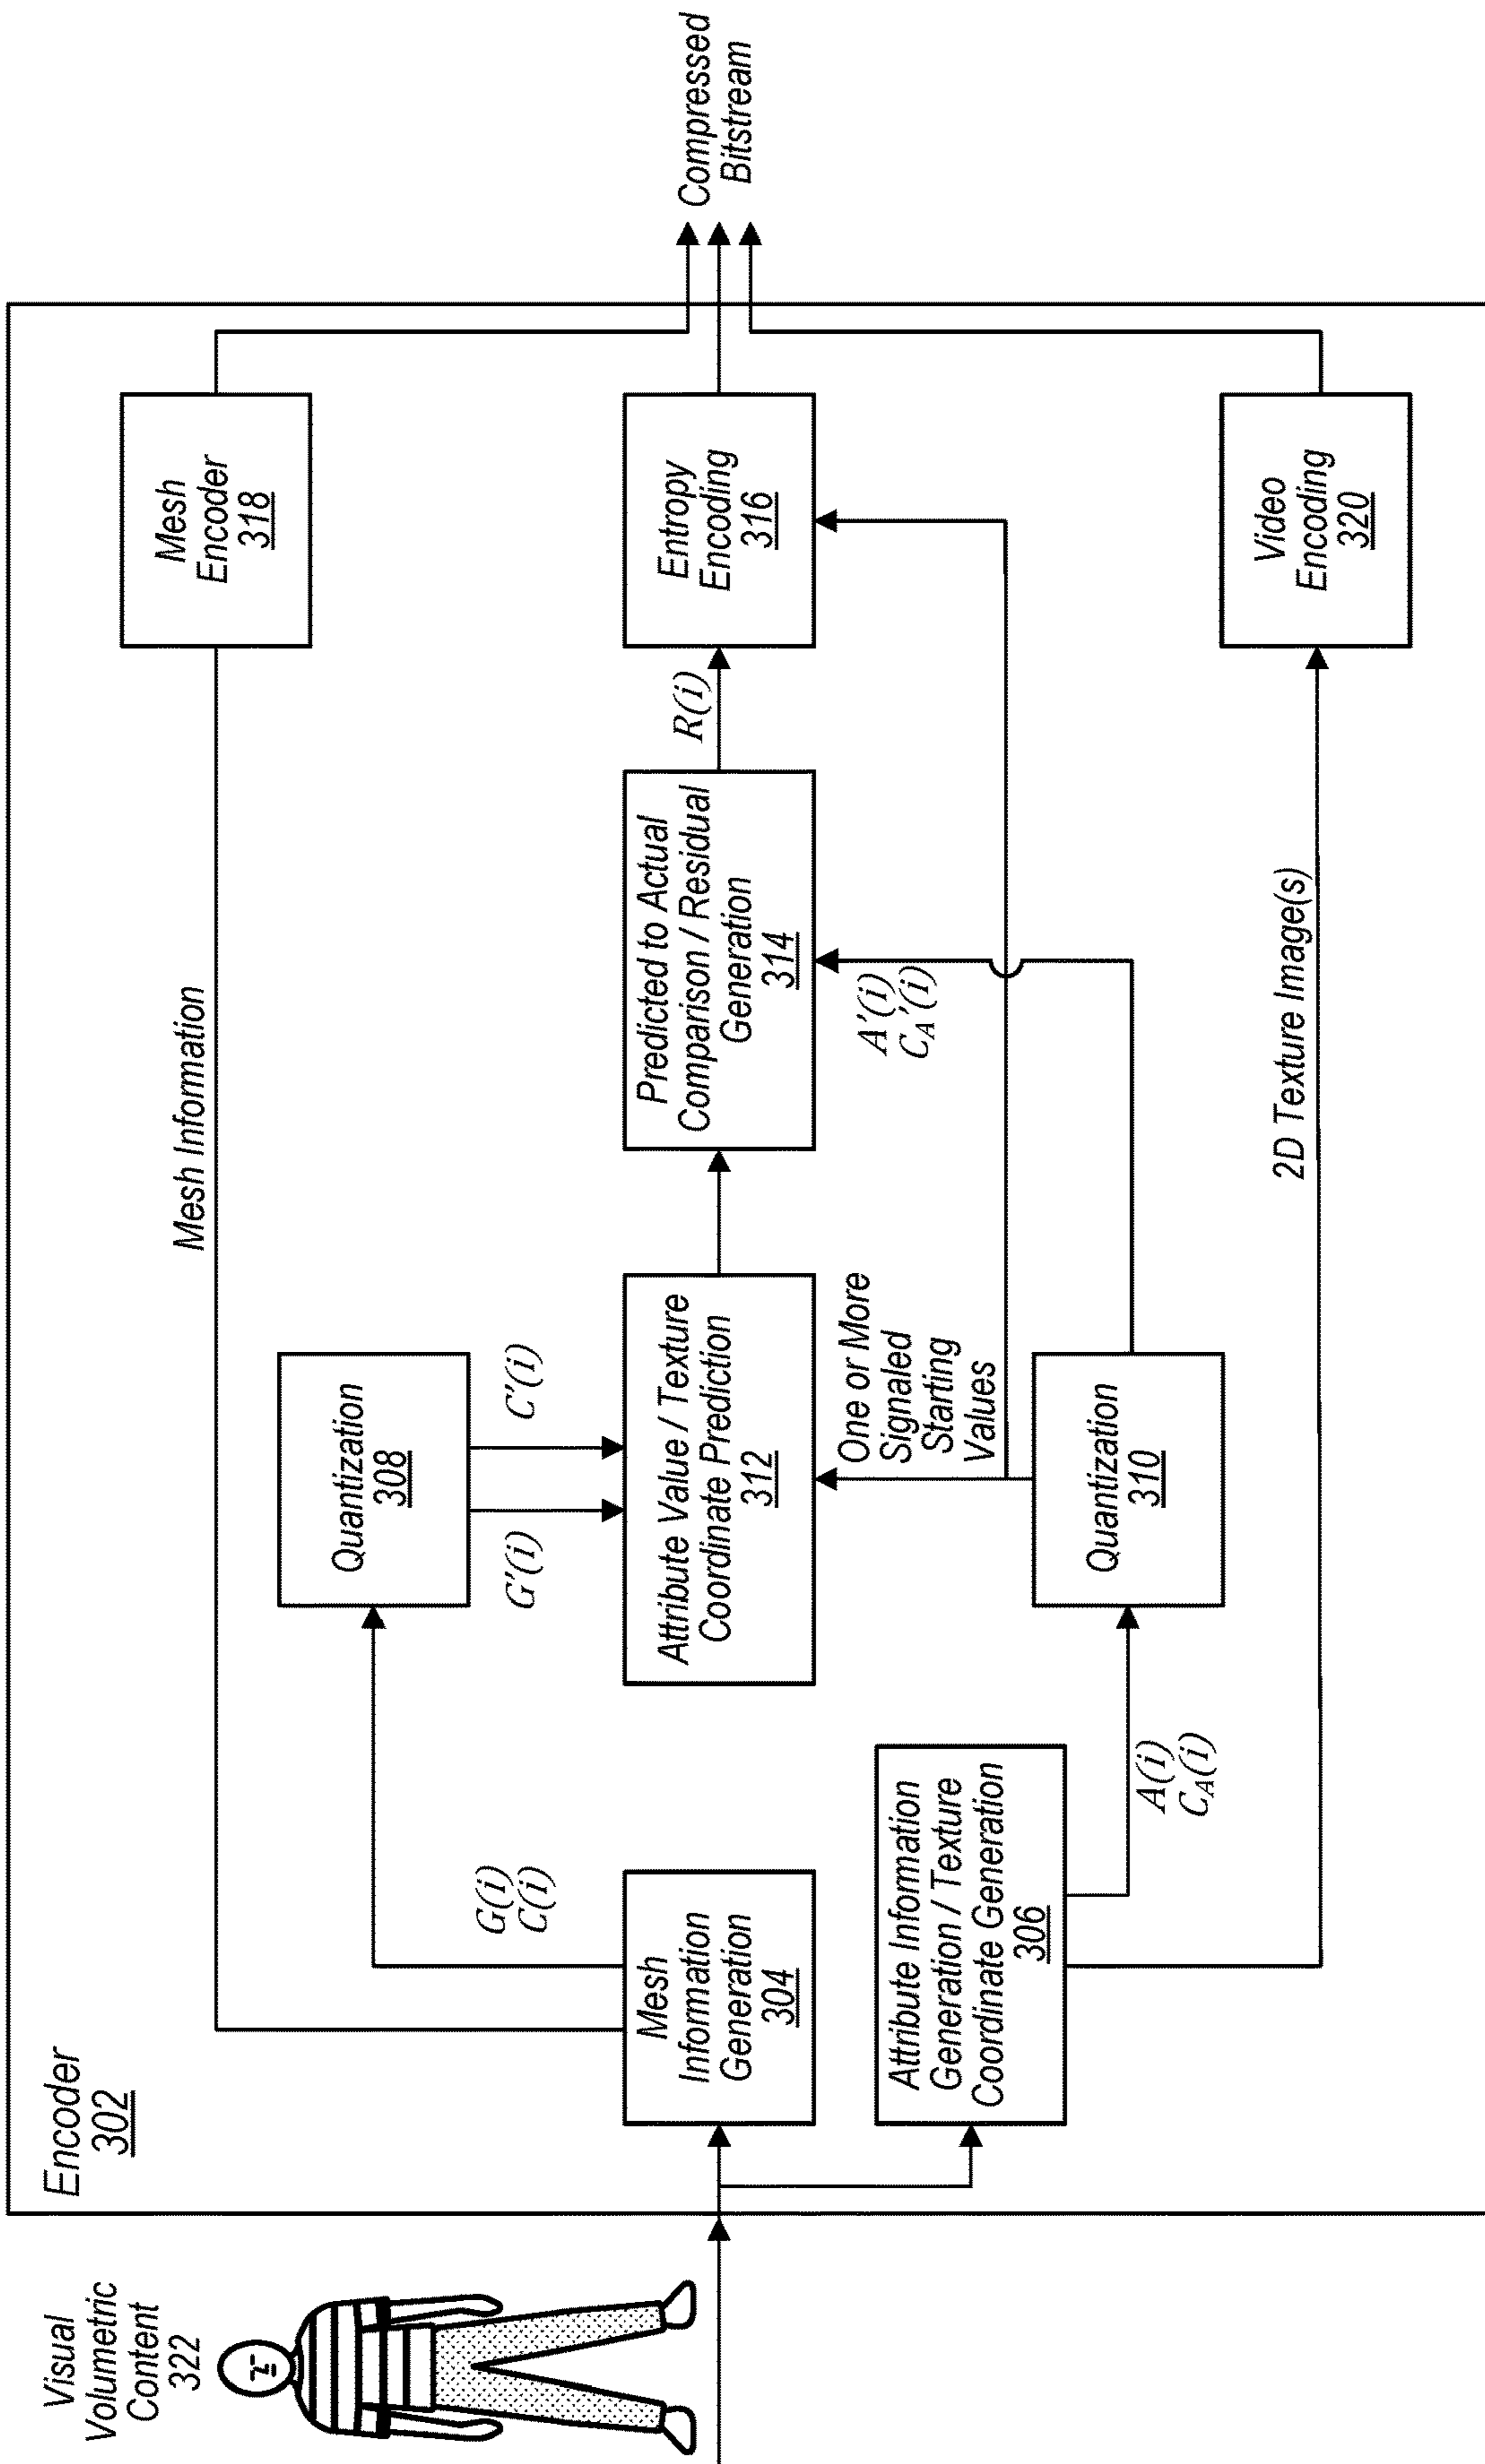 Visual
Volumetric
Content
322
Encoder
302
Mesh
Information
Generation
304
Attribute Information
Generation / Texture
Coordinate Generation
306
G(i)
C(i)
A(i)
C_A(i)
Mesh Information
Quantization
308
G'(i)
C'(i)
Attribute Value / Texture
Coordinate Prediction
312
One or More
Signaled
Starting
Values
Quantization
310
Predicted to Actual
Comparison / Residual
Generation
314
A'(i)
C_A'(i)
2D Texture Image(s)
R(i)
Mesh
Encoder
318
Entropy
Encoding
316
Video
Encoding
320
Compressed
Bitstream